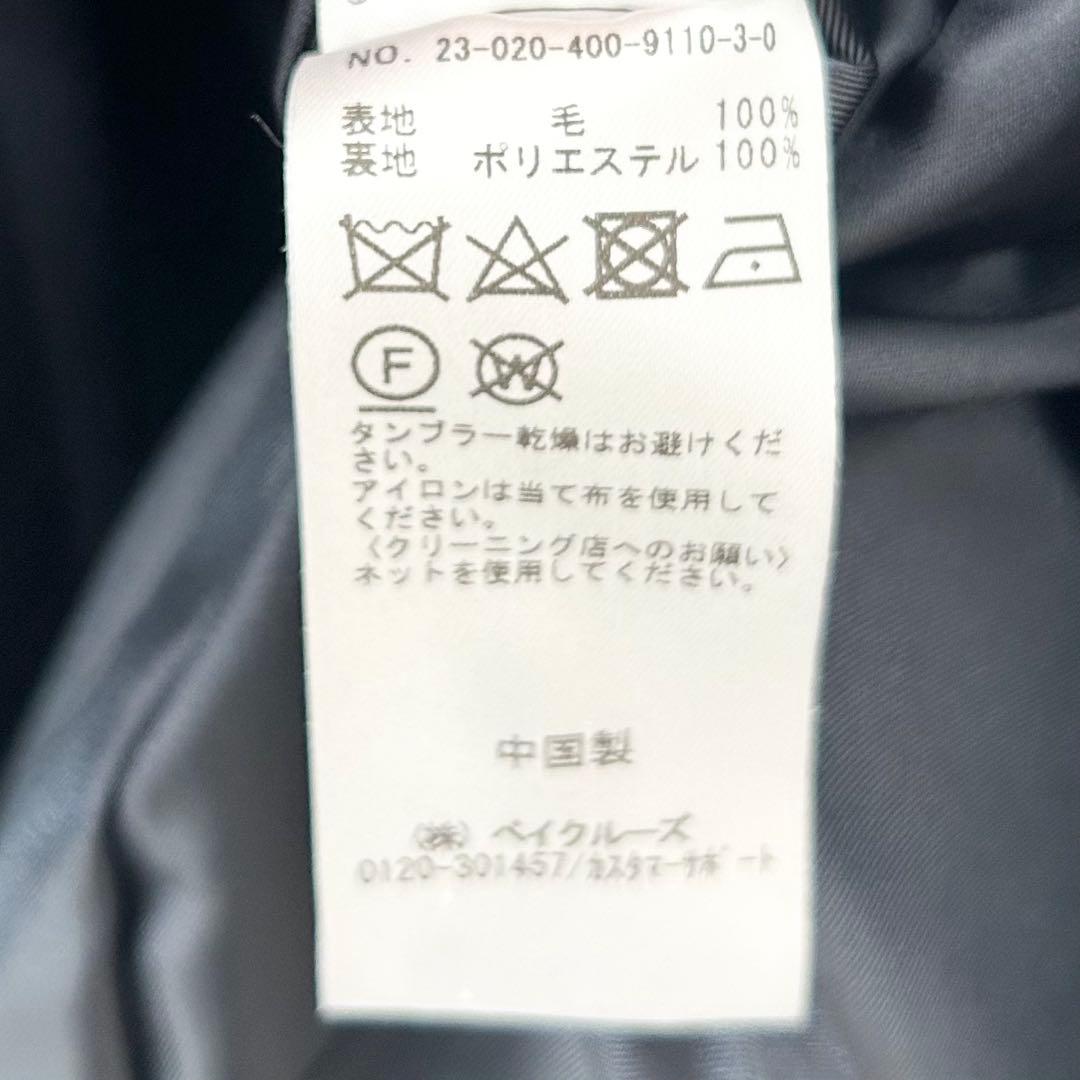 NO. 23-020-400-9110-3-0
表地 毛 100%
裏地 ポリエステル 100%
F
W
タンブラー乾燥はお避けくだ
さい。
アイロンは当て布を使用して
ください。
〈クリーニング店へのお願い〉
ネットを使用してください。
中国製
(株) ベイクルーズ
0120-301457/カスタマーサポート